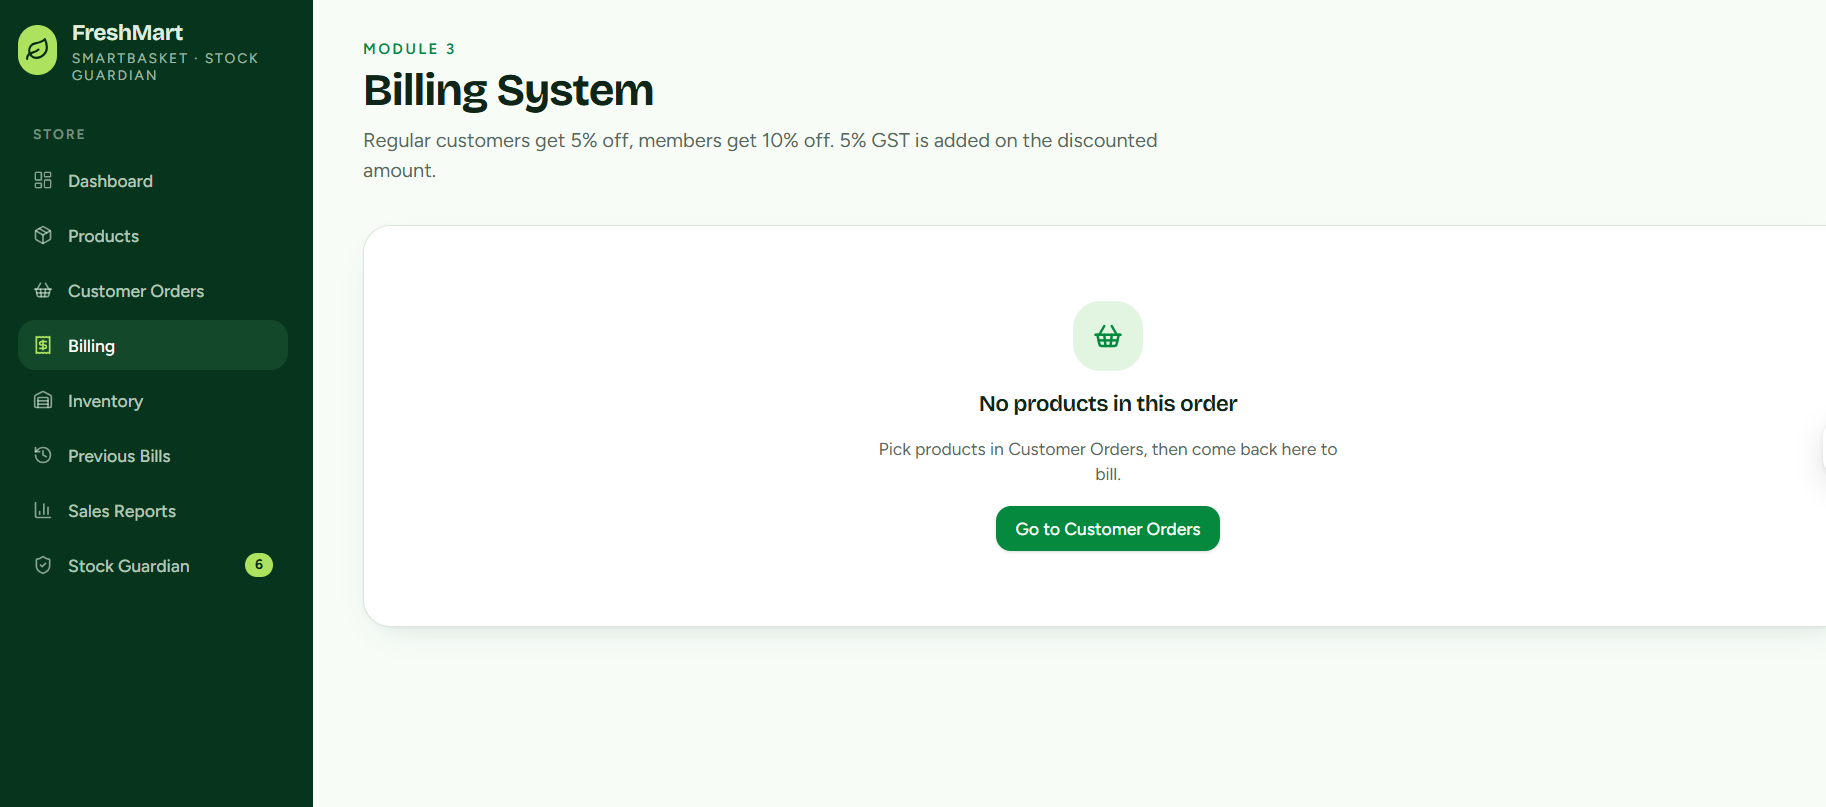 FreshMart
SMARTBASKET · STOCK
GUARDIAN
STORE
Dashboard
Products
Customer Orders
Billing
Inventory
Previous Bills
Sales Reports
Stock Guardian 6
MODULE 3
Billing System
Regular customers get 5% off, members get 10% off. 5% GST is added on the discounted
amount.
No products in this order
Pick products in Customer Orders, then come back here to
bill.
Go to Customer Orders